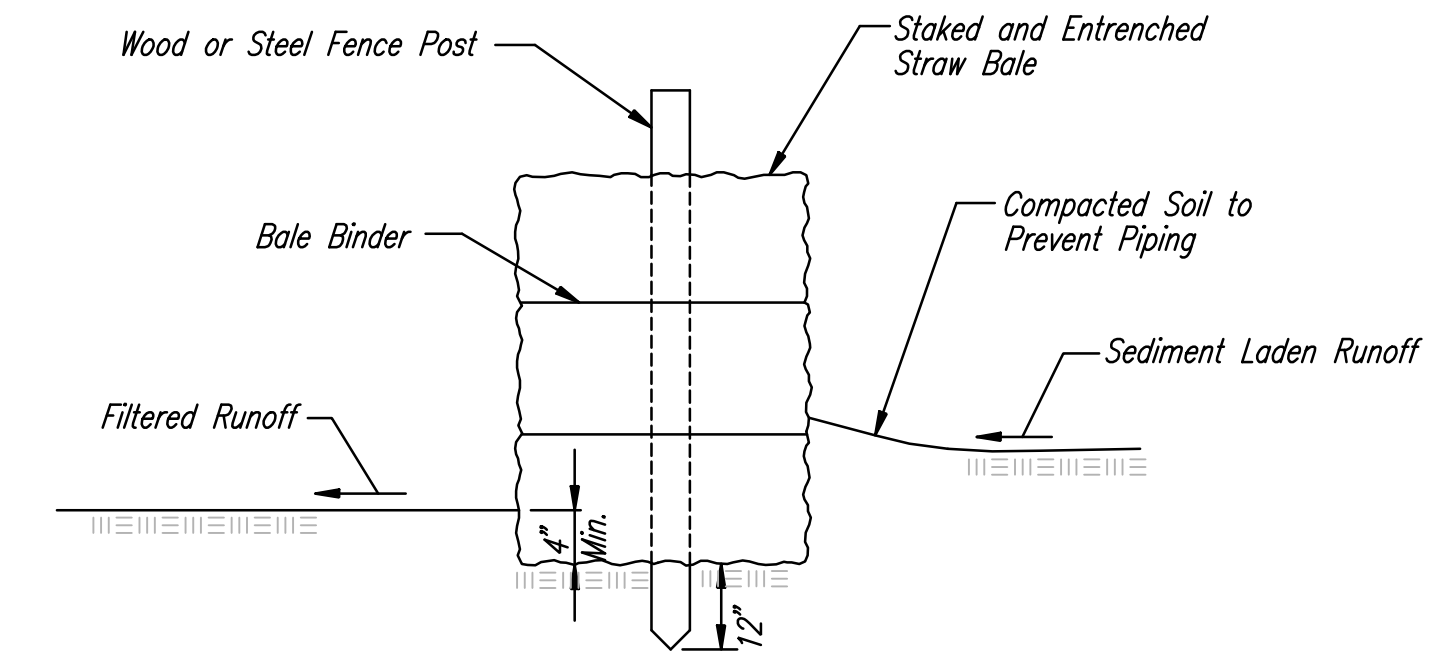 Wood or Steel Fence Post
Staked and Entrenched
Straw Bale
Compacted Soil to
Prevent Piping
Bale Binder
Sediment Laden Runoff
Filtered Runoff
4”
Min.
12”